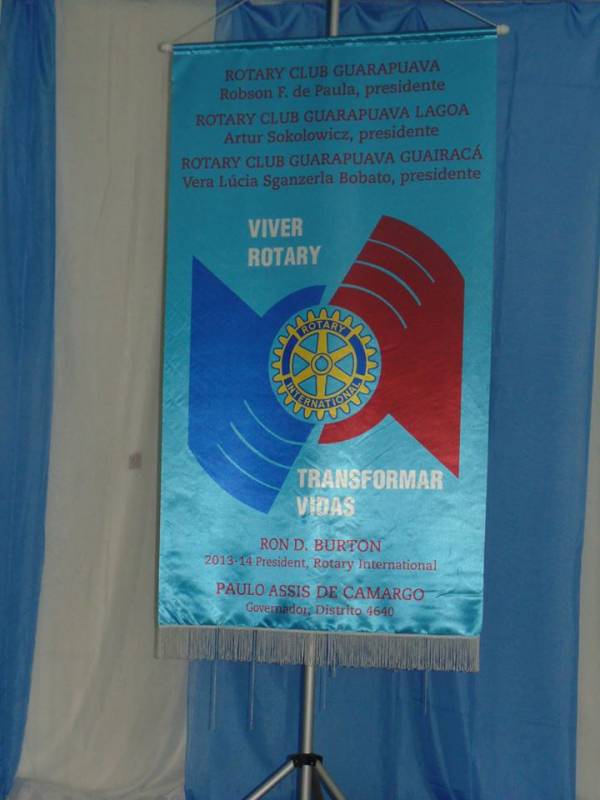 ROTARY CLUB GUARAPUAVA
Robson F. de Paula, presidente
ROTARY CLUB GUARAPUAVA LAGOA
Artur Sokolowicz, presidente
ROTARY CLUB GUARAPUAVA GUAIRACÁ
Vera Lúcia Sganzerla Bobato, presidente
VIVER
ROTARY
ROTARY
INTERNATIONAL
TRANSFORMAR
VIDAS
RON D. BURTON
2013-14 President, Rotary International
PAULO ASSIS DE CAMARGO
Governador, Distrito 4640